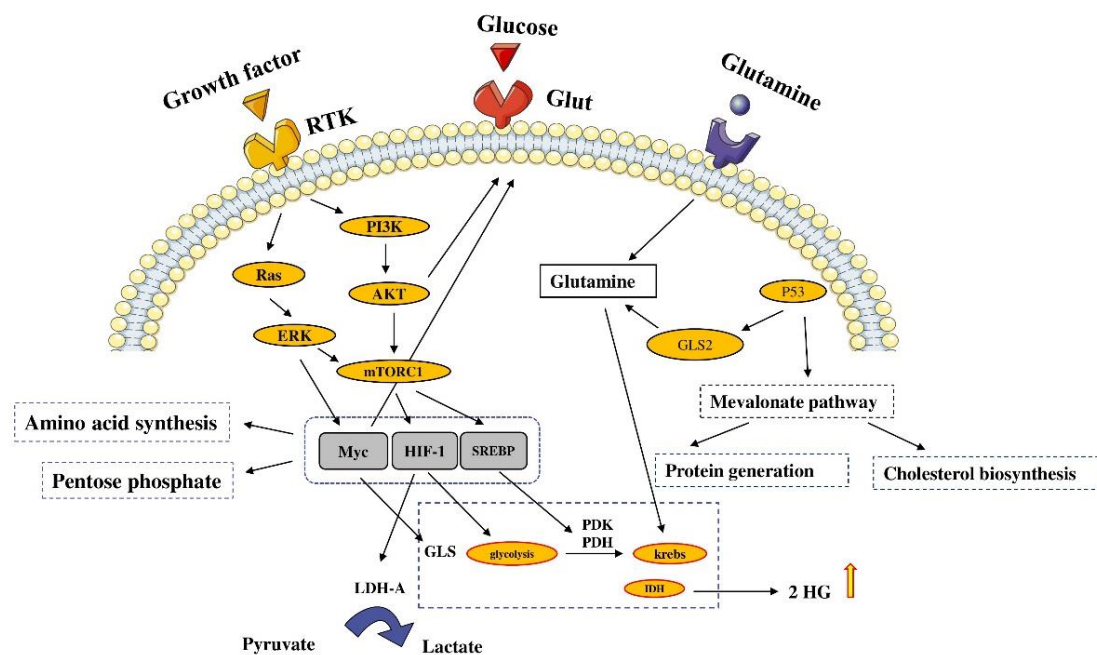 Glucose
Growth factor
Glutamine
RTK
Glut
PI3K
Ras
AKT
Glutamine
P53
ERK
GLS2
mTORC1
Mevalonate pathway
Amino acid synthesis
Myc
HIF-1
SREBP
Pentose phosphate
Protein generation
Cholesterol biosynthesis
PDK
PDH
GLS
glycolysis
krebs
IDH
2 HG
LDH-A
Pyruvate
Lactate